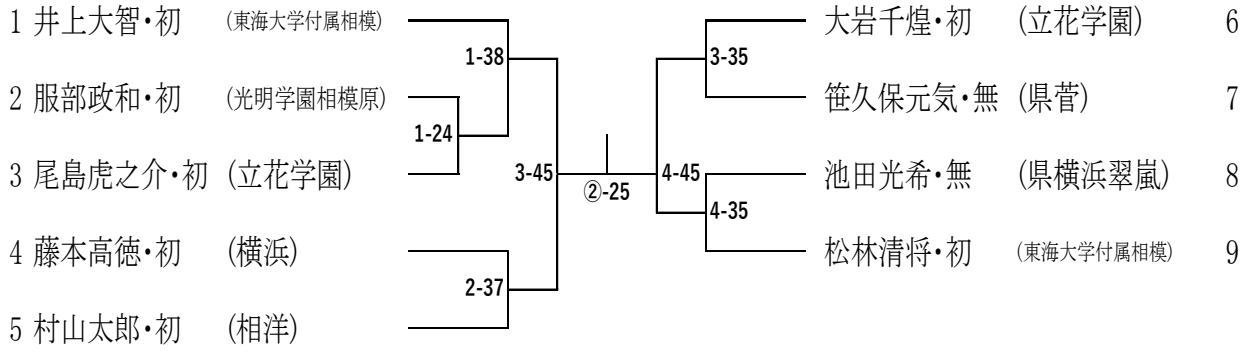 1 井上大智・初 (東海大学付属相模)
1-38
2 服部政和・初 (光明学園相模原)
1-24
3 尾島虎之介・初 (立花学園)
3-45
4 藤本高徳・初 (横浜)
2-37
5 村山太郎・初 (相洋)
②-25
大岩千煌・初 (立花学園) 6
3-35
笹久保元気・無 (県菅) 7
4-45
池田光希・無 (県横浜翠嵐) 8
4-35
松林清将・初 (東海大学付属相模) 9